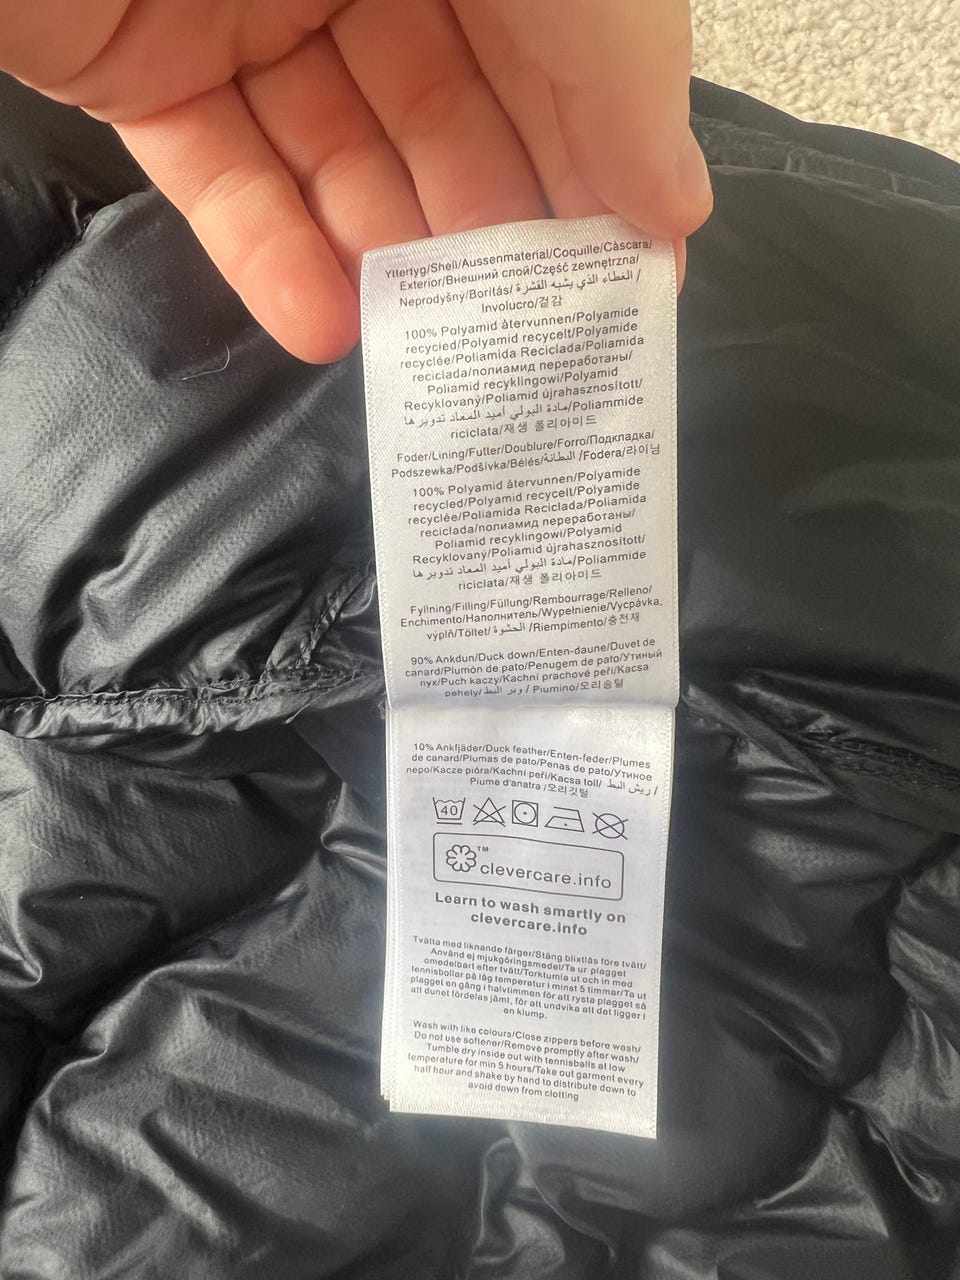 Yttertyg/Shell/Aussenmaterial/Coquille/Càscara/
Exterior/Внешний слой/Część zewnętrzna/
Neprodyšny/Boritás/ الغطاء الذي يشبه القشرة /
Involucro/겉감
100% Polyamid återvunnen/Polyamide
recycled/Polyamid recycelt/Polyamide
recyclée/Poliamida Reciclada/Poliamida
reciclada/полиамид переработаны/
Poliamid recyklingowi/Polyamid
Recyklovaný/Poliamid újrahasznosított/
مادة البولي أميد المعاد تدويرها/Poliammide
riciclata/재생 폴리아미드
Foder/Lining/Futter/Doublure/Forro/Подкладка/
Podszewka/Podšívka/Bélés/البطانة /Fodera/라이닝
100% Polyamid återvunnen/Polyamide
recycled/Polyamid recycelt/Polyamide
recyclée/Poliamida Reciclada/Poliamida
reciclada/полиамид переработаны/
Poliamid recyklingowi/Polyamid
Recyklovaný/Poliamid újrahasznosított/
مادة البولي أميد المعاد تدويرها/Poliammide
riciclata/재생 폴리아미드
Fyllning/Filling/Füllung/Rembourrage/Relleno/
Enchimento/Наполнитель/Wypełnienie/Vycpávka,
výplň/Töltet/ الحشوة /Riempimento/충전재
90% Ankdun/Duck down/Enten-daune/Duvet de
canard/Plumón de pato/Penugem de pato/Утиный
пух/Puch kaczy/Kachní prachové peří/Kacsa
pehely/ وبر البط / Piumino/오리솜털
10% Ankfjäder/Duck feather/Enten-feder/Plumes
de canard/Plumas de pato/Penas de pato/Утиное
перо/Kacze pióra/Kachní peří/Kacsa toll/ ريش البط /
Piume d'anatra /오리깃털
40
TM
clevercare.info
Learn to wash smartly on
clevercare.info
Tvätta med liknande färger/Stäng blixtlås före tvätt/
Använd ej mjukgöringsmedel/Ta ur plagget
omedelbart efter tvätt/Torktumla ut och in med
tennisbollar på låg temperatur i minst 5 timmar/Ta ut
plagget en gång i halvtimmen för att rysta plagget så
att dunet fördelas jämt, för att undvika att det ligger i
en klump.
Wash with like colours/Close zippers before wash/
Do not use softener/Remove promptly after wash/
Tumble dry inside out with tennisballs at low
temperature for min 5 hours/Take out garment every
half hour and shake by hand to distribute down to
avoid down from clotting